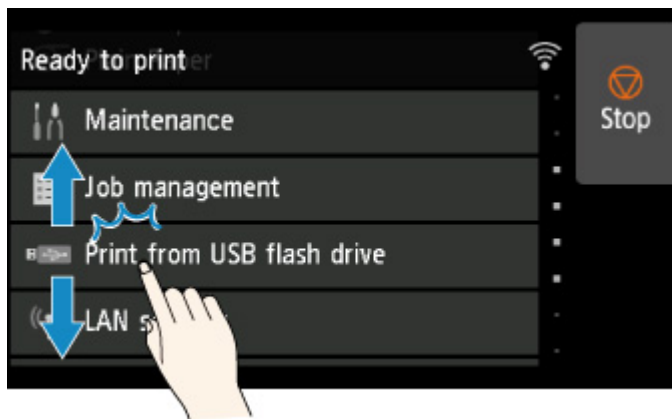 Ready to print
Maintenance
Stop
Job management
Print from USB flash drive
LAN